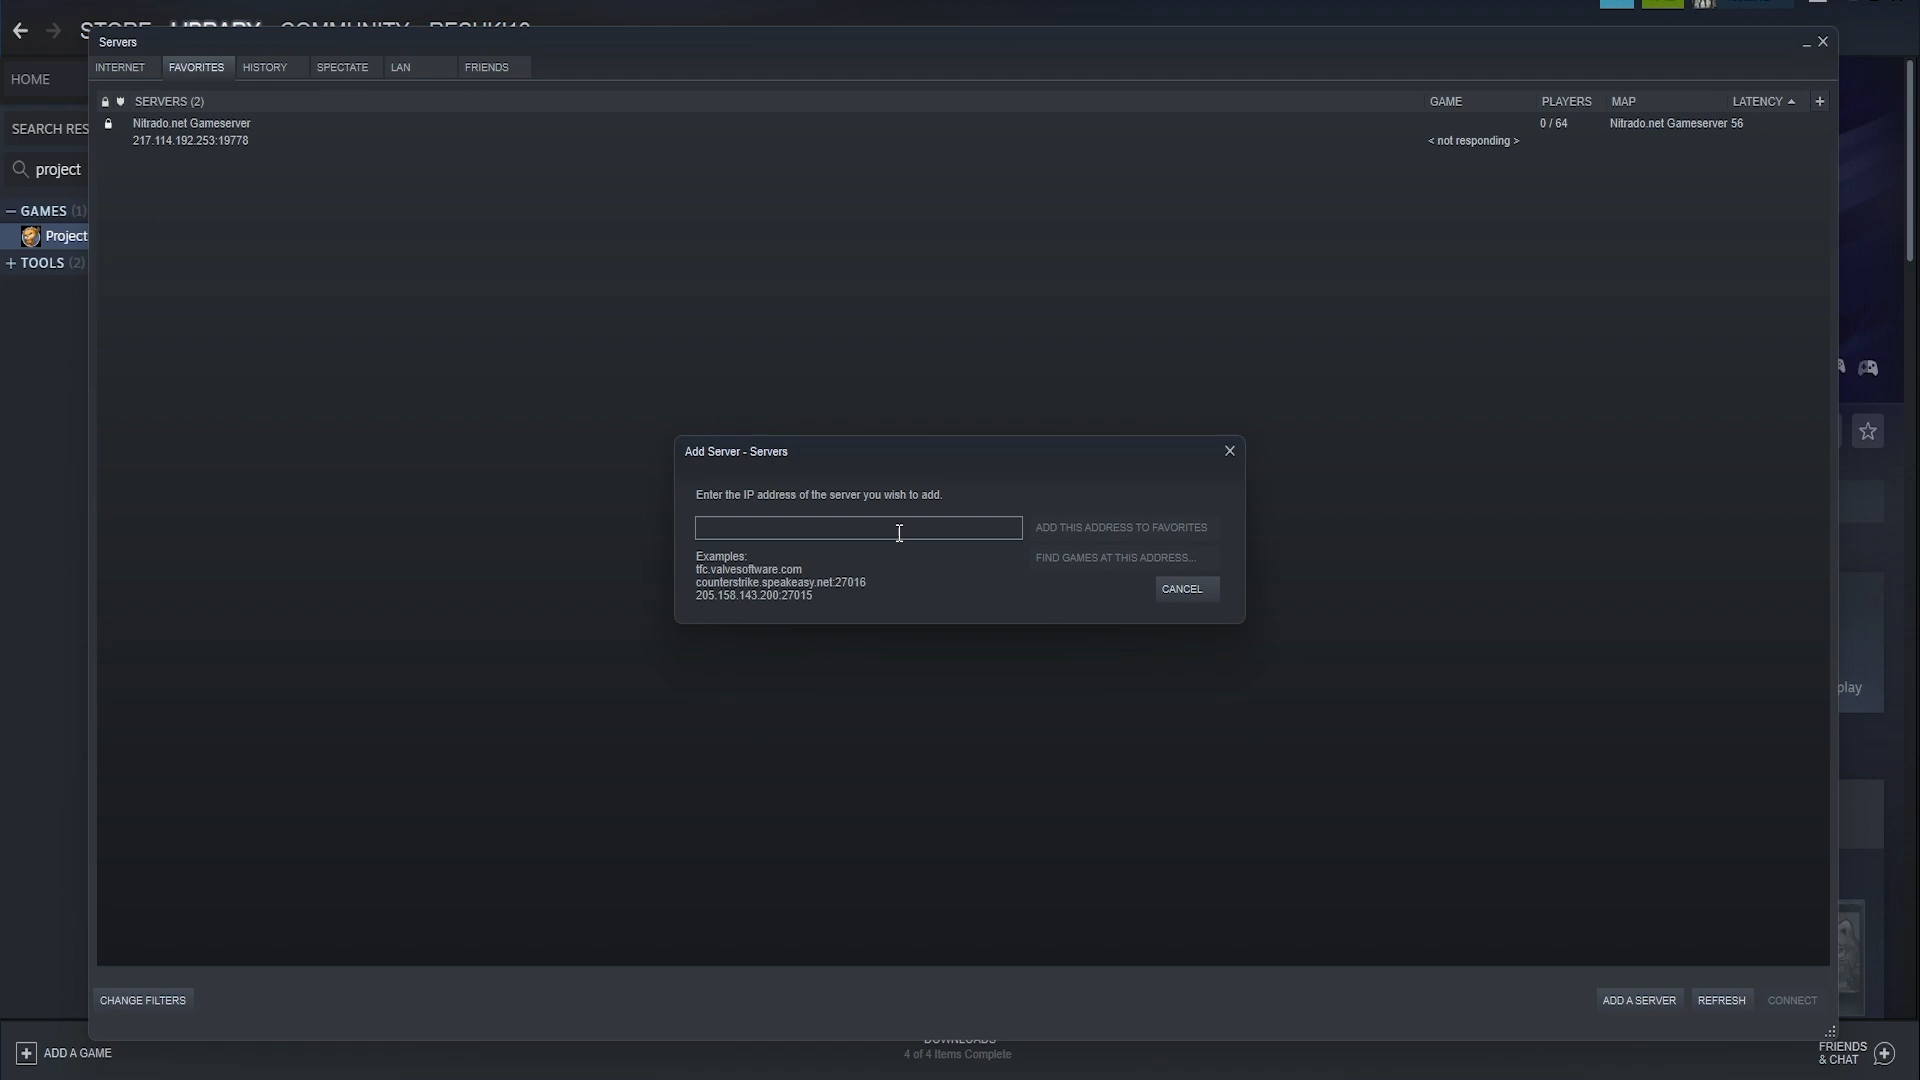 Servers
INTERNET FAVORITES HISTORY SPECTATE LAN FRIENDS
HOME
SERVERS (2) GAME PLAYERS MAP LATENCY
SEARCH RES
Nitrado.net Gameserver 0 / 64 Nitrado.net Gameserver 56
217.114.192.253:19778 < not responding >
project
GAMES (1)
Project
TOOLS (2)
Add Server - Servers
Enter the IP address of the server you wish to add.
ADD THIS ADDRESS TO FAVORITES
Examples:
FIND GAMES AT THIS ADDRESS...
tfc.valvesoftware.com
counterstrike.speakeasy.net:27016
205.158.143.200:27015
CANCEL
play
CHANGE FILTERS ADD A SERVER REFRESH CONNECT
DOWNLOADS
4 of 4 Items Complete
ADD A GAME
FRIENDS
& CHAT